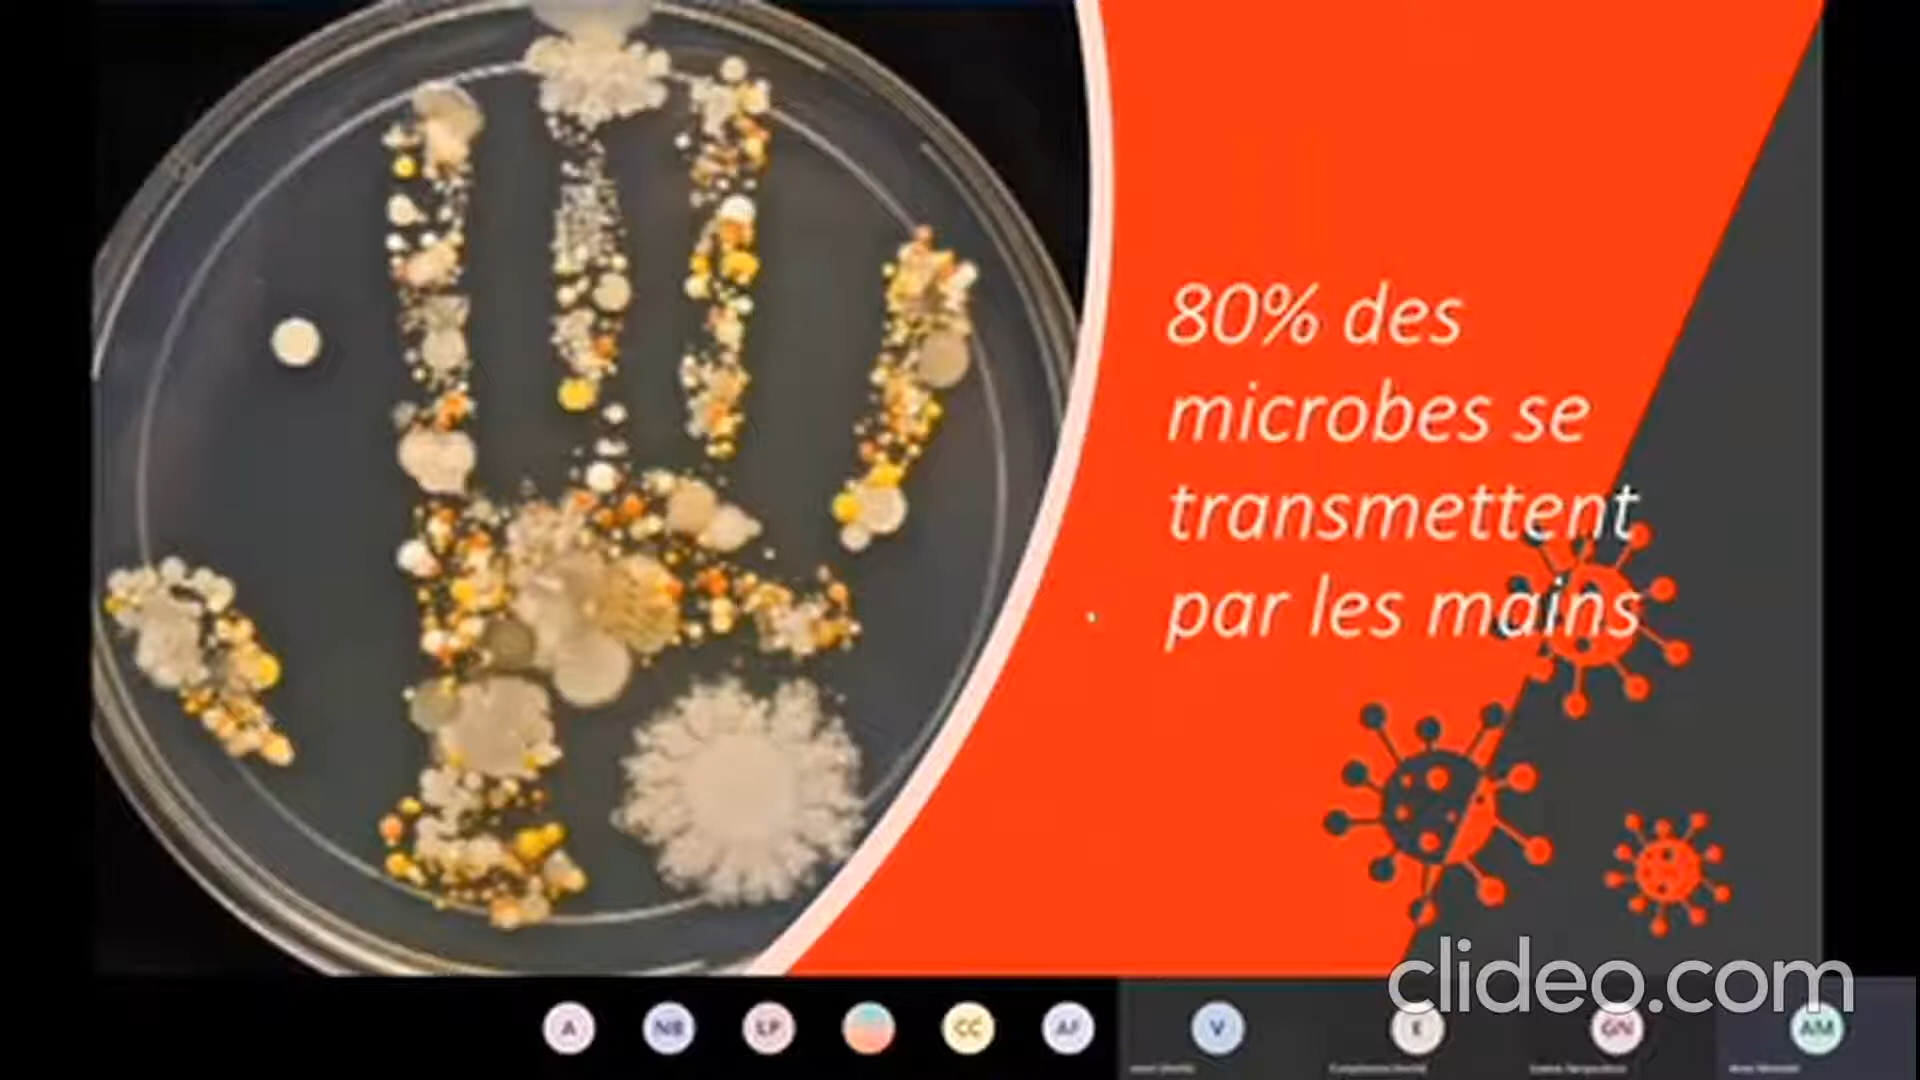 80% des
microbes se
transmettent
par les mains
clideo.com
A
NB
LP
CC
AF
V
E
GN
AM